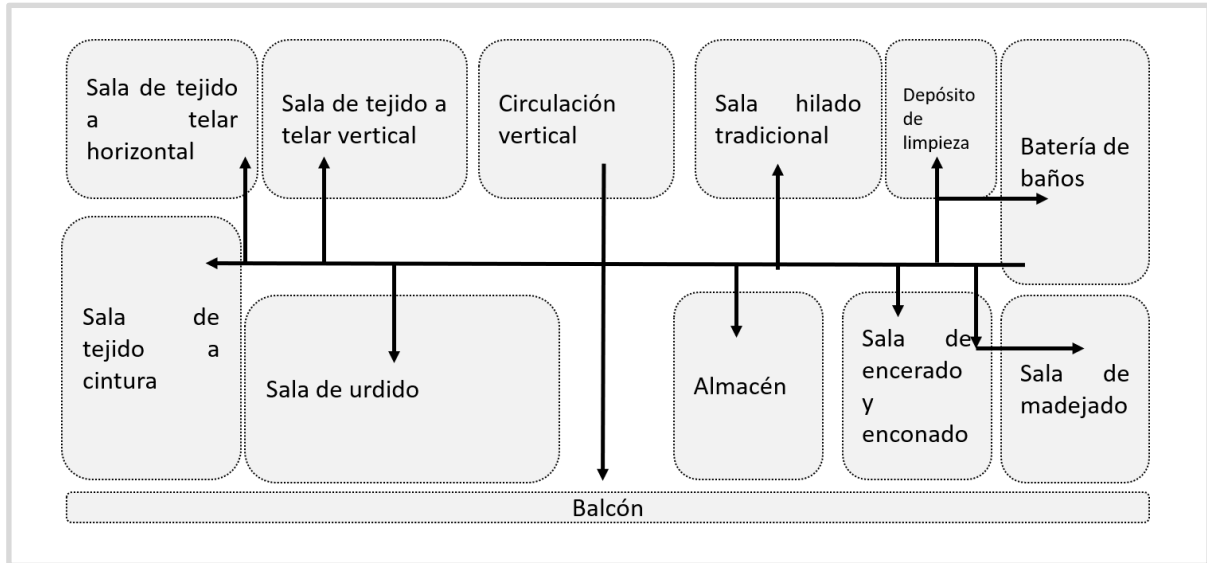 Sala de tejido
a telar
horizontal
Sala de tejido a
telar vertical
Circulación
vertical
Sala hilado
tradicional
Depósito
de
limpieza
Batería de
baños
Sala de
tejido a
cintura
Sala de urdido
Almacén
Sala de
encerado
y
enconado
Sala de
madejado
Balcón